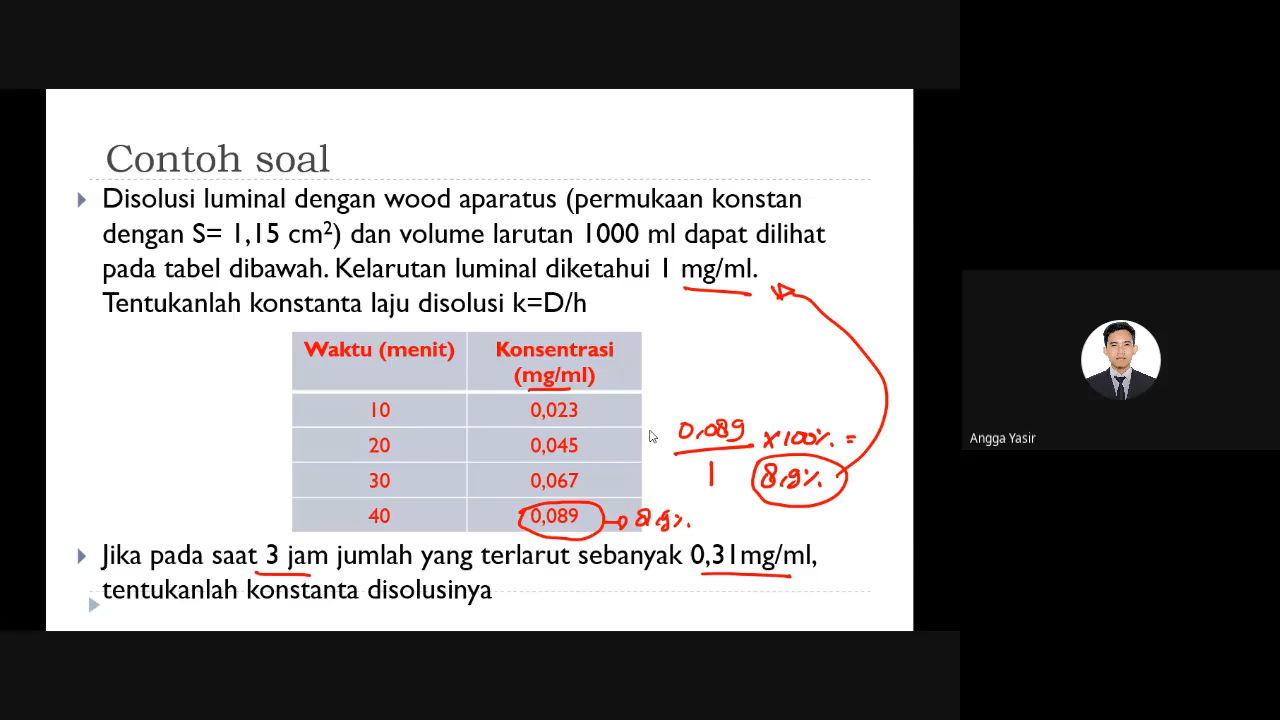 Contoh soal
Disolusi luminal dengan wood aparatus (permukaan konstan
dengan S= 1,15 cm²) dan volume larutan 1000 ml dapat dilihat
pada tabel dibawah. Kelarutan luminal diketahui 1 mg/ml.
Tentukanlah konstanta laju disolusi k=D/h
Waktu (menit) Konsentrasi
(mg/ml)
10 0,023
20 0,045
30 0,067
40 0,089
0,089
x100% =
1
8,9%
8,9%
Jika pada saat 3 jam jumlah yang terlarut sebanyak 0,31mg/ml,
tentukanlah konstanta disolusinya
Angga Yasir